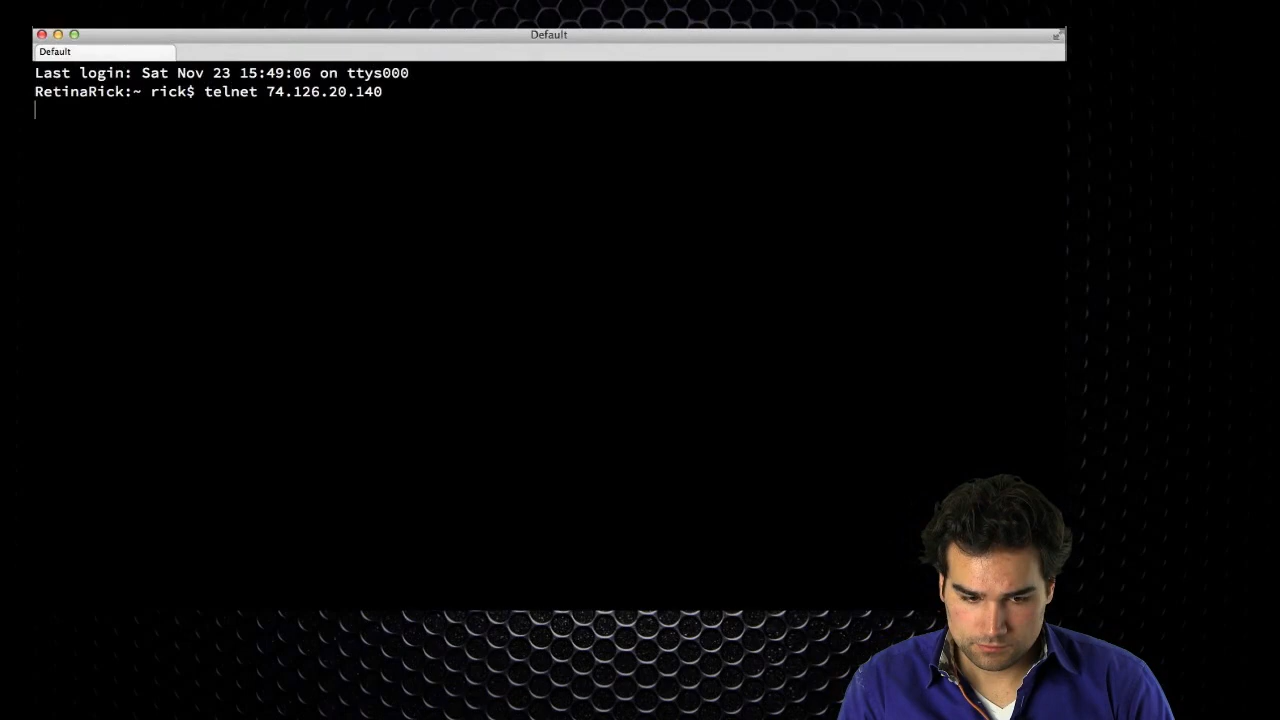 Default
Default
Last login: Sat Nov 23 15:49:06 on ttys000
RetinaRick:~ rick$ telnet 74.126.20.140